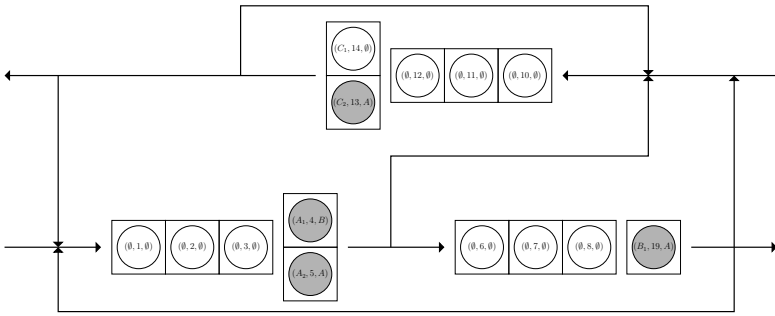 (C₁, 14, ∅)
(∅, 12, ∅) (∅, 11, ∅) (∅, 10, ∅)
(C₂, 13, A)
(A₁, 4, B)
(∅, 1, ∅) (∅, 2, ∅) (∅, 3, ∅)
(∅, 6, ∅) (∅, 7, ∅) (∅, 8, ∅) (B₁, 19, A)
(A₂, 5, A)